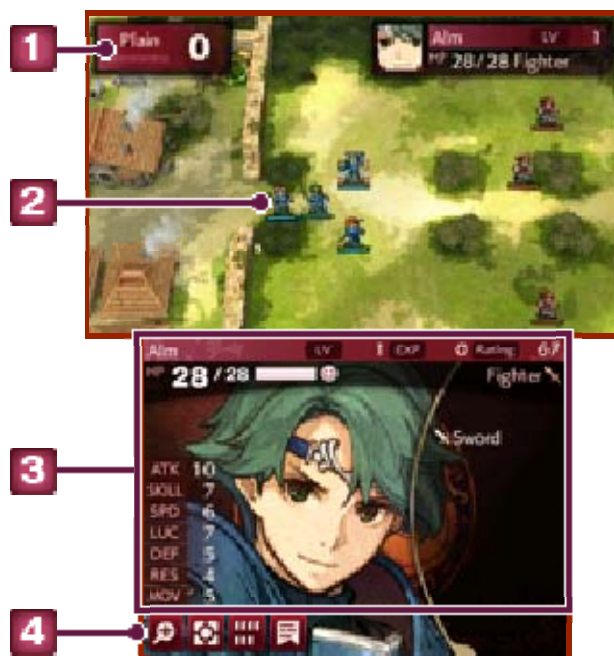 1
Plain 0
Alm LV 1
HP 28/28 Fighter
2
Alm LV 1 EXP 0 Rating 67
HP 28/28
Fighter
Sword
3
ATK 10
SKILL 7
SPD 6
LUC 7
DEF 5
RES 4
MOV 5
4